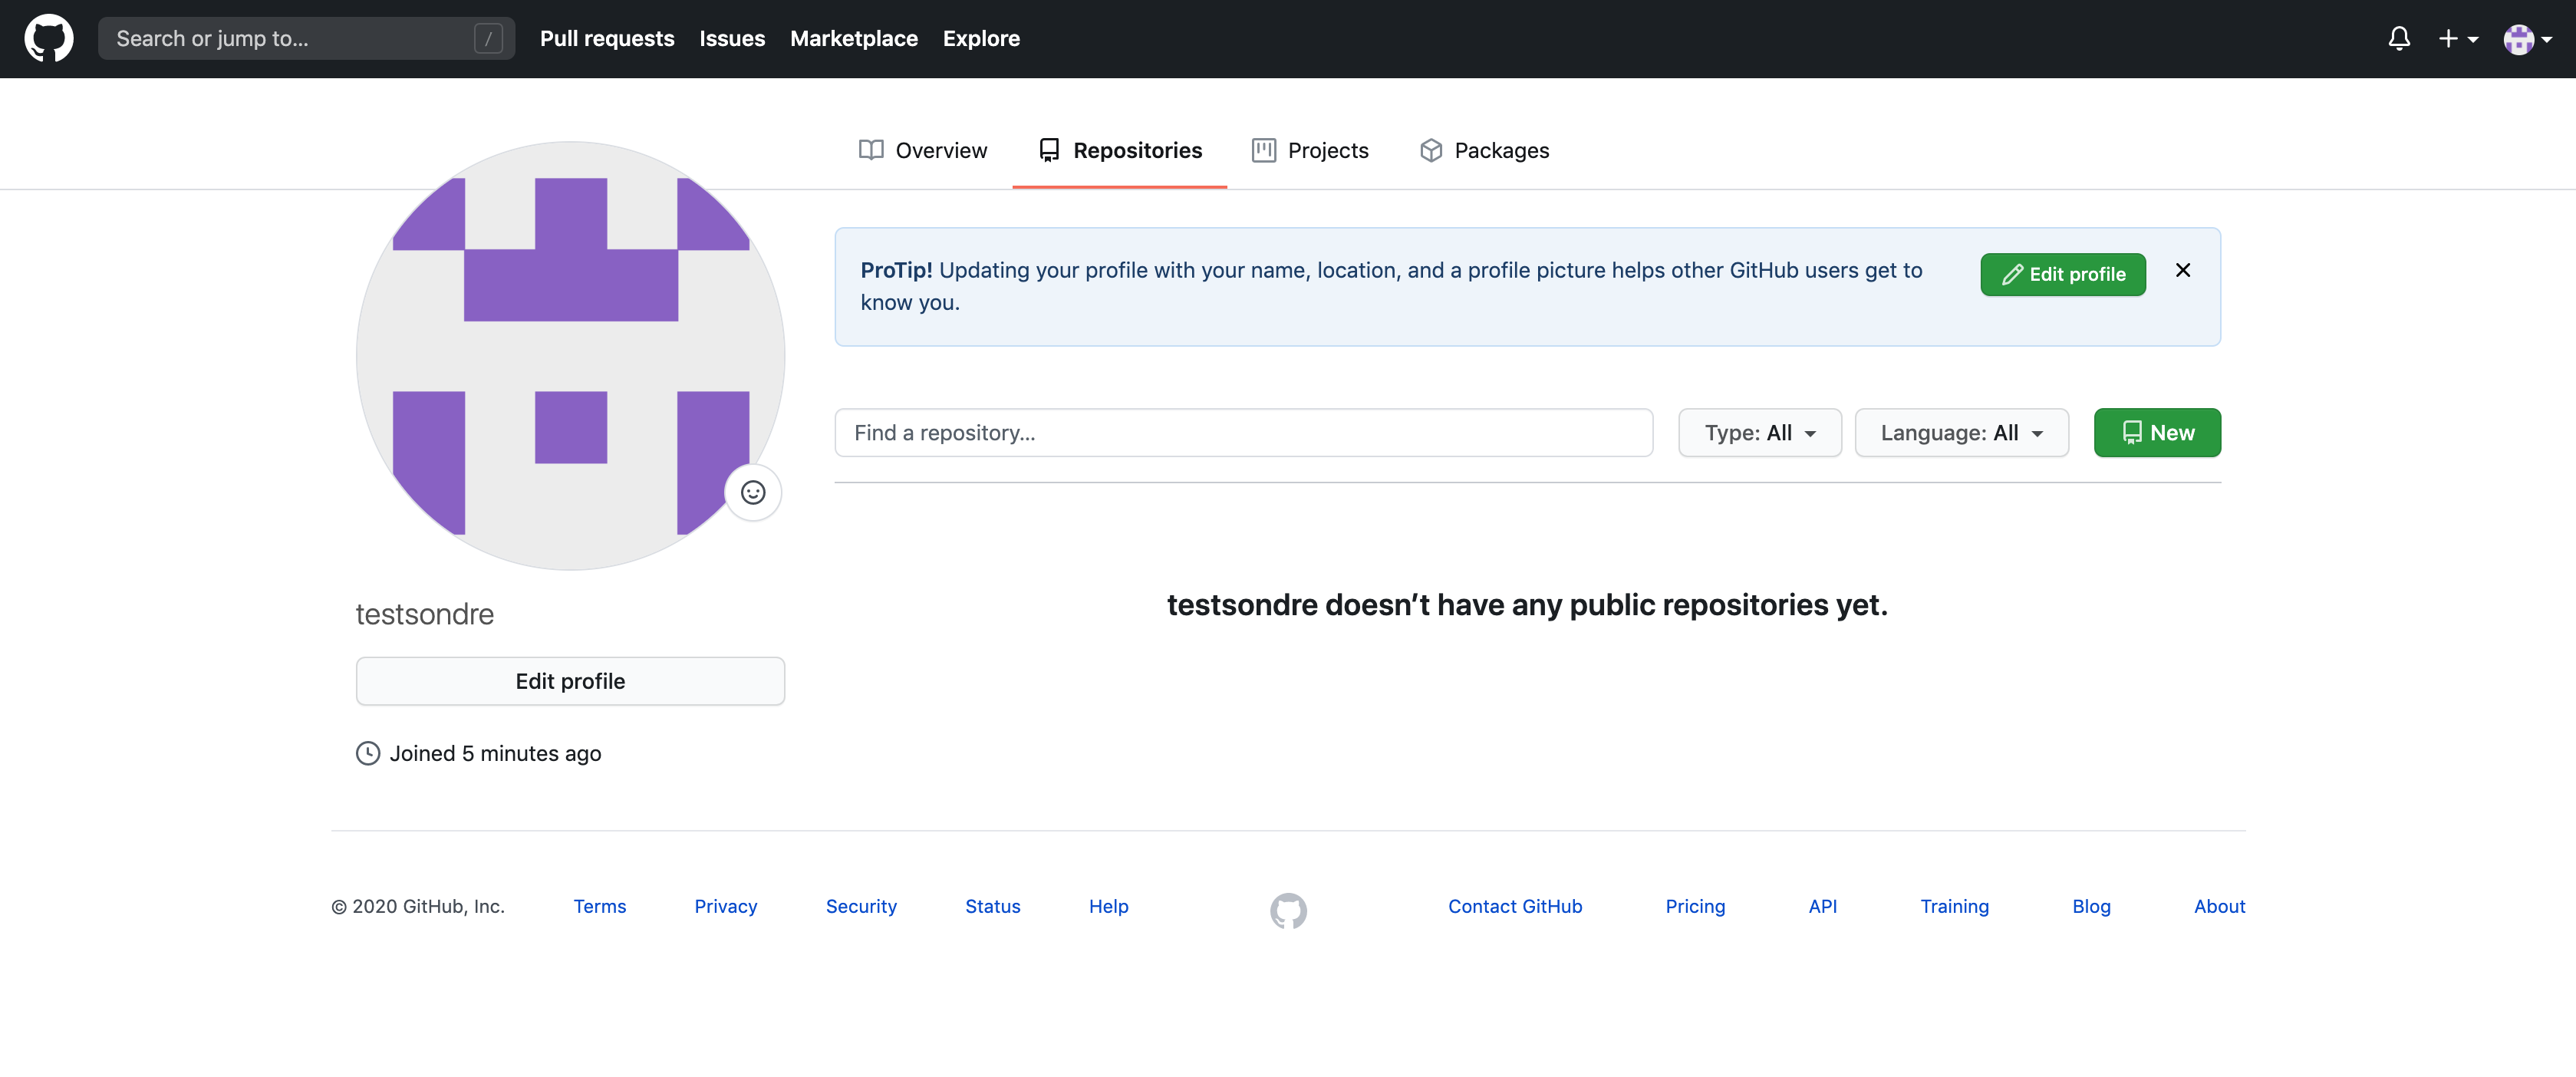 Search or jump to... /
Pull requests
Issues
Marketplace
Explore
Overview
Repositories
Projects
Packages
ProTip! Updating your profile with your name, location, and a profile picture helps other GitHub users get to
know you.
Edit profile
Find a repository...
Type: All
Language: All
New
testsondre doesn’t have any public repositories yet.
testsondre
Edit profile
Joined 5 minutes ago
© 2020 GitHub, Inc.
Terms
Privacy
Security
Status
Help
Contact GitHub
Pricing
API
Training
Blog
About